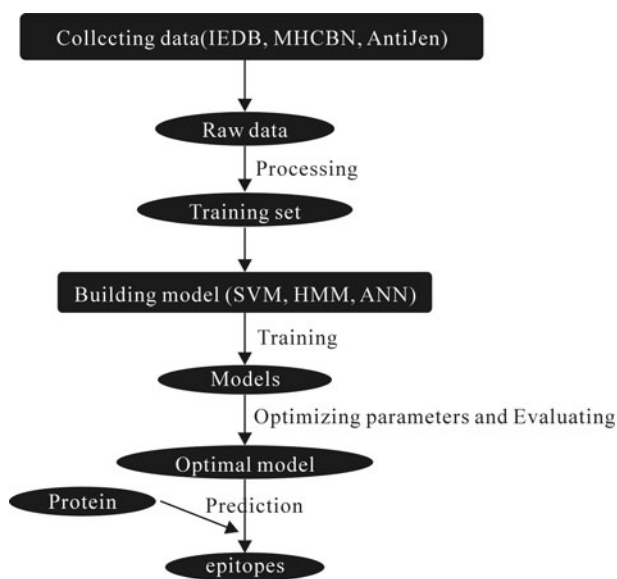 Collecting data(IEDB, MHCBN, AntiJen)
Raw data
Processing
Training set
Building model (SVM, HMM, ANN)
Training
Models
Optimizing parameters and Evaluating
Optimal model
Protein
Prediction
epitopes